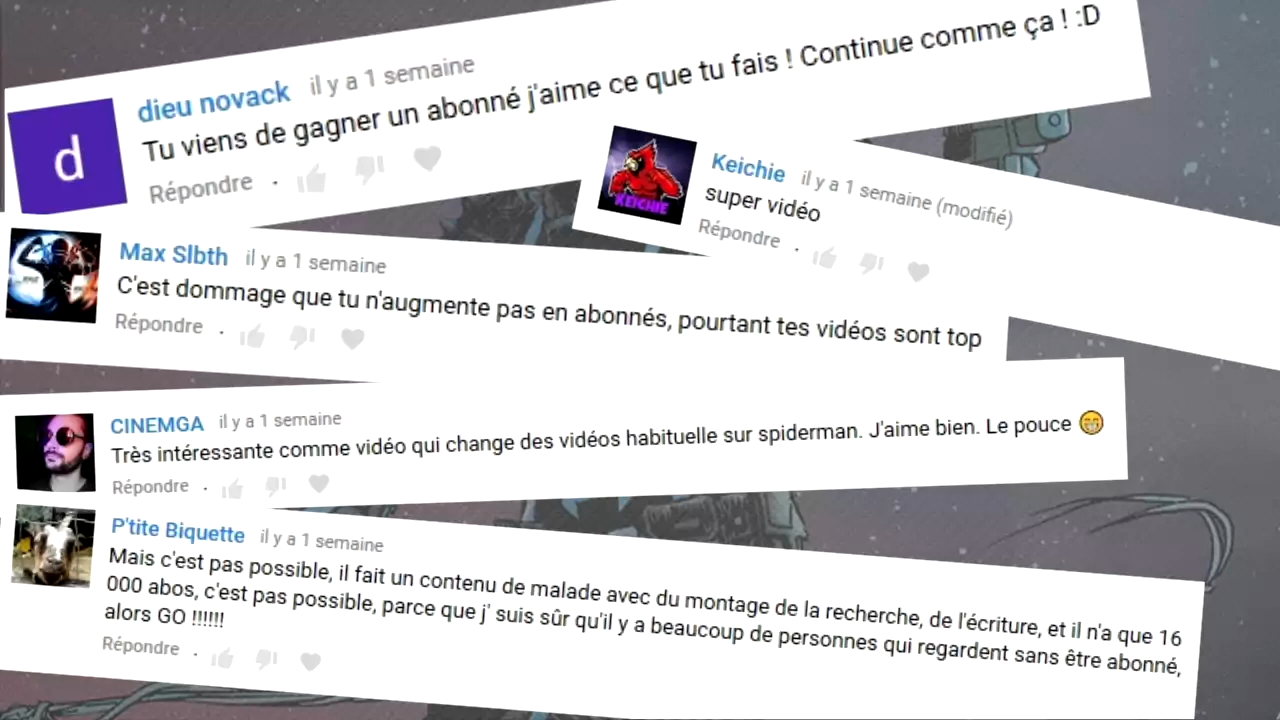 d
dieu novack il y a 1 semaine
Tu viens de gagner un abonné j'aime ce que tu fais ! Continue comme ça ! :D
Répondre .
KEICHIE
Keichie il y a 1 semaine (modifié)
super vidéo
Répondre .
Max Slbth il y a 1 semaine
C'est dommage que tu n'augmente pas en abonnés, pourtant tes vidéos sont top
Répondre .
CINEMGA il y a 1 semaine
Très intéressante comme vidéo qui change des vidéos habituelle sur spiderman. J'aime bien. Le pouce 😁
Répondre .
P'tite Biquette il y a 1 semaine
Mais c'est pas possible, il fait un contenu de malade avec du montage de la recherche, de l'écriture, et il n'a que 16
000 abos, c'est pas possible, parce que j' suis sûr qu'il y a beaucoup de personnes qui regardent sans être abonné,
alors GO !!!!!!
Répondre .